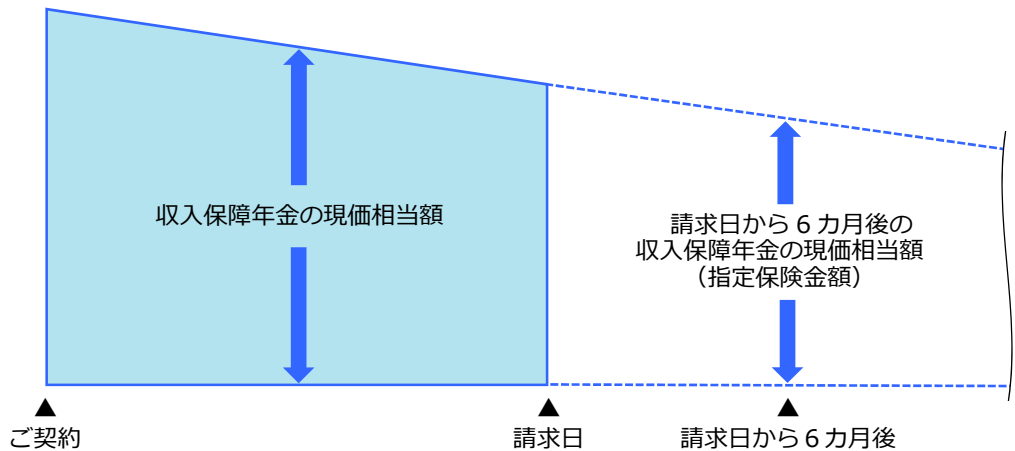 収入保障年金の現価相当額
請求日から6カ月後の
収入保障年金の現価相当額
（指定保険金額）
▲ ▲ ▲
ご契約 請求日 請求日から6カ月後